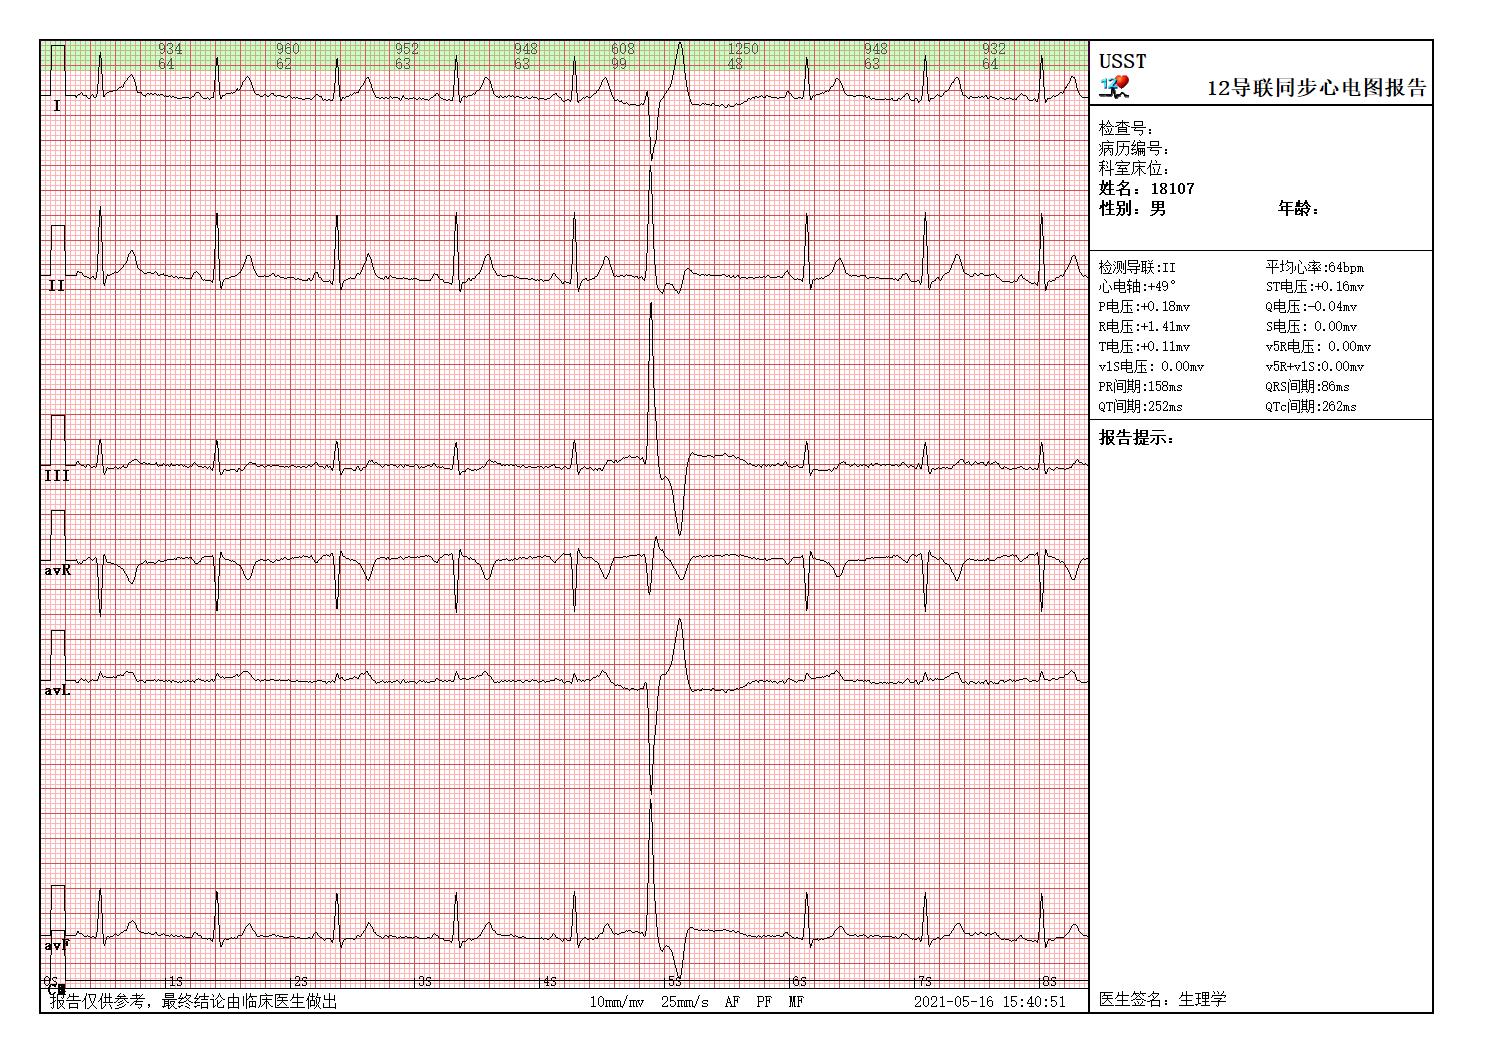 934 960 952 948 608 1250 948 932
64 62 63 63 99 48 63 64
I
II
III
avR
avL
avF
0s 1s 2s 3s 4s 5s 6s 7s 8s
报告仅供参考，最终结论由临床医生做出 10mm/mv 25mm/s AF PF MF 2021-05-16 15:40:51
USST
12
12导联同步心电图报告
检查号：
病历编号：
科室床位：
姓名：18107
性别：男 年龄：
检测导联:II 平均心率:64bpm
心电轴:+49° ST电压:+0.16mv
P电压:+0.18mv Q电压:-0.04mv
R电压:+1.41mv S电压: 0.00mv
T电压:+0.11mv v5R电压: 0.00mv
v1S电压: 0.00mv v5R+v1S:0.00mv
PR间期:158ms QRS间期:86ms
QT间期:252ms QTc间期:262ms
报告提示：
医生签名：生理学